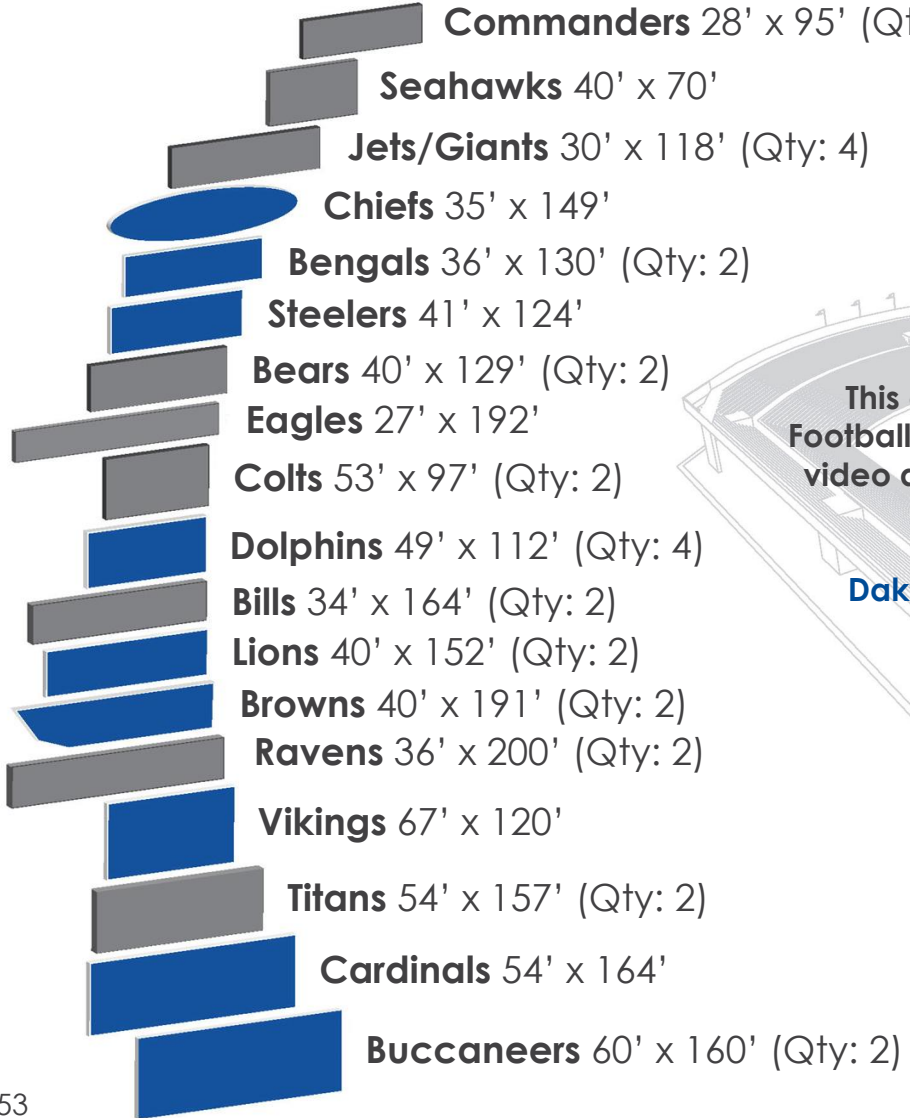 Commanders 28’ x 95’ (Qt
Seahawks 40’ x 70’
Jets/Giants 30’ x 118’ (Qty: 4)
Chiefs 35’ x 149’
Bengals 36’ x 130’ (Qty: 2)
Steelers 41’ x 124’
Bears 40’ x 129’ (Qty: 2)
Eagles 27’ x 192’
Colts 53’ x 97’ (Qty: 2)
Dolphins 49’ x 112’ (Qty: 4)
Bills 34’ x 164’ (Qty: 2)
Lions 40’ x 152’ (Qty: 2)
Browns 40’ x 191’ (Qty: 2)
Ravens 36’ x 200’ (Qty: 2)
Vikings 67’ x 120’
Titans 54’ x 157’ (Qty: 2)
Cardinals 54’ x 164’
Buccaneers 60’ x 160’ (Qty: 2)
This
Football
video
Dak
53